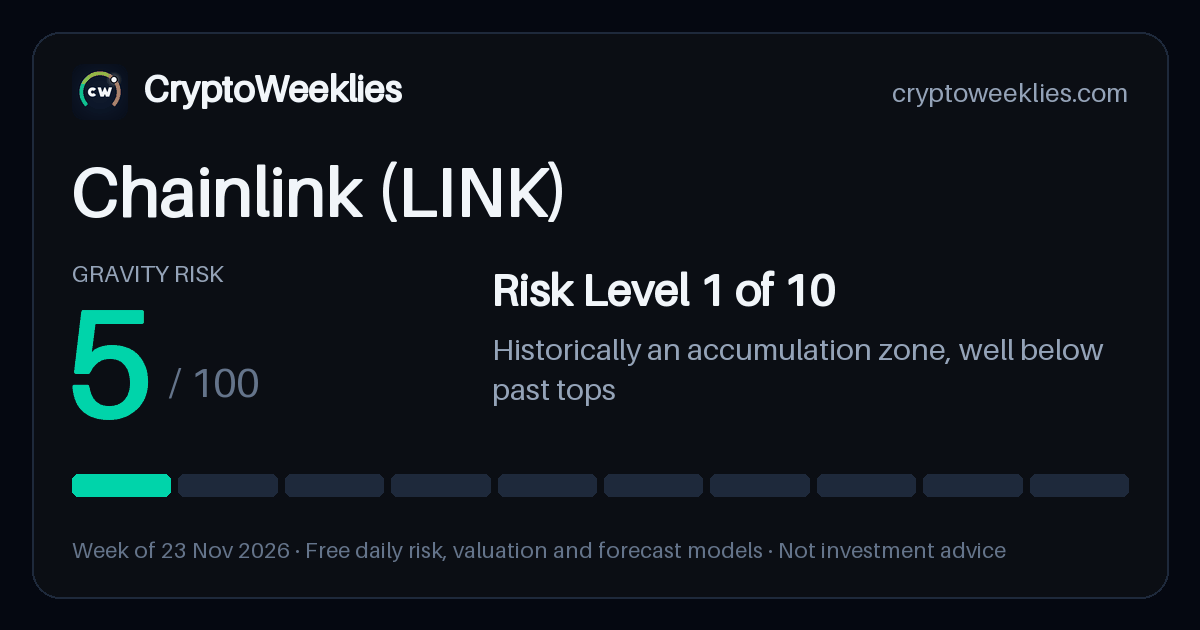 CW
CryptoWeeklies
cryptoweeklies.com
Chainlink (LINK)
GRAVITY RISK
5 / 100
Risk Level 1 of 10
Historically an accumulation zone, well below
past tops
Week of 23 Nov 2026 · Free daily risk, valuation and forecast models · Not investment advice